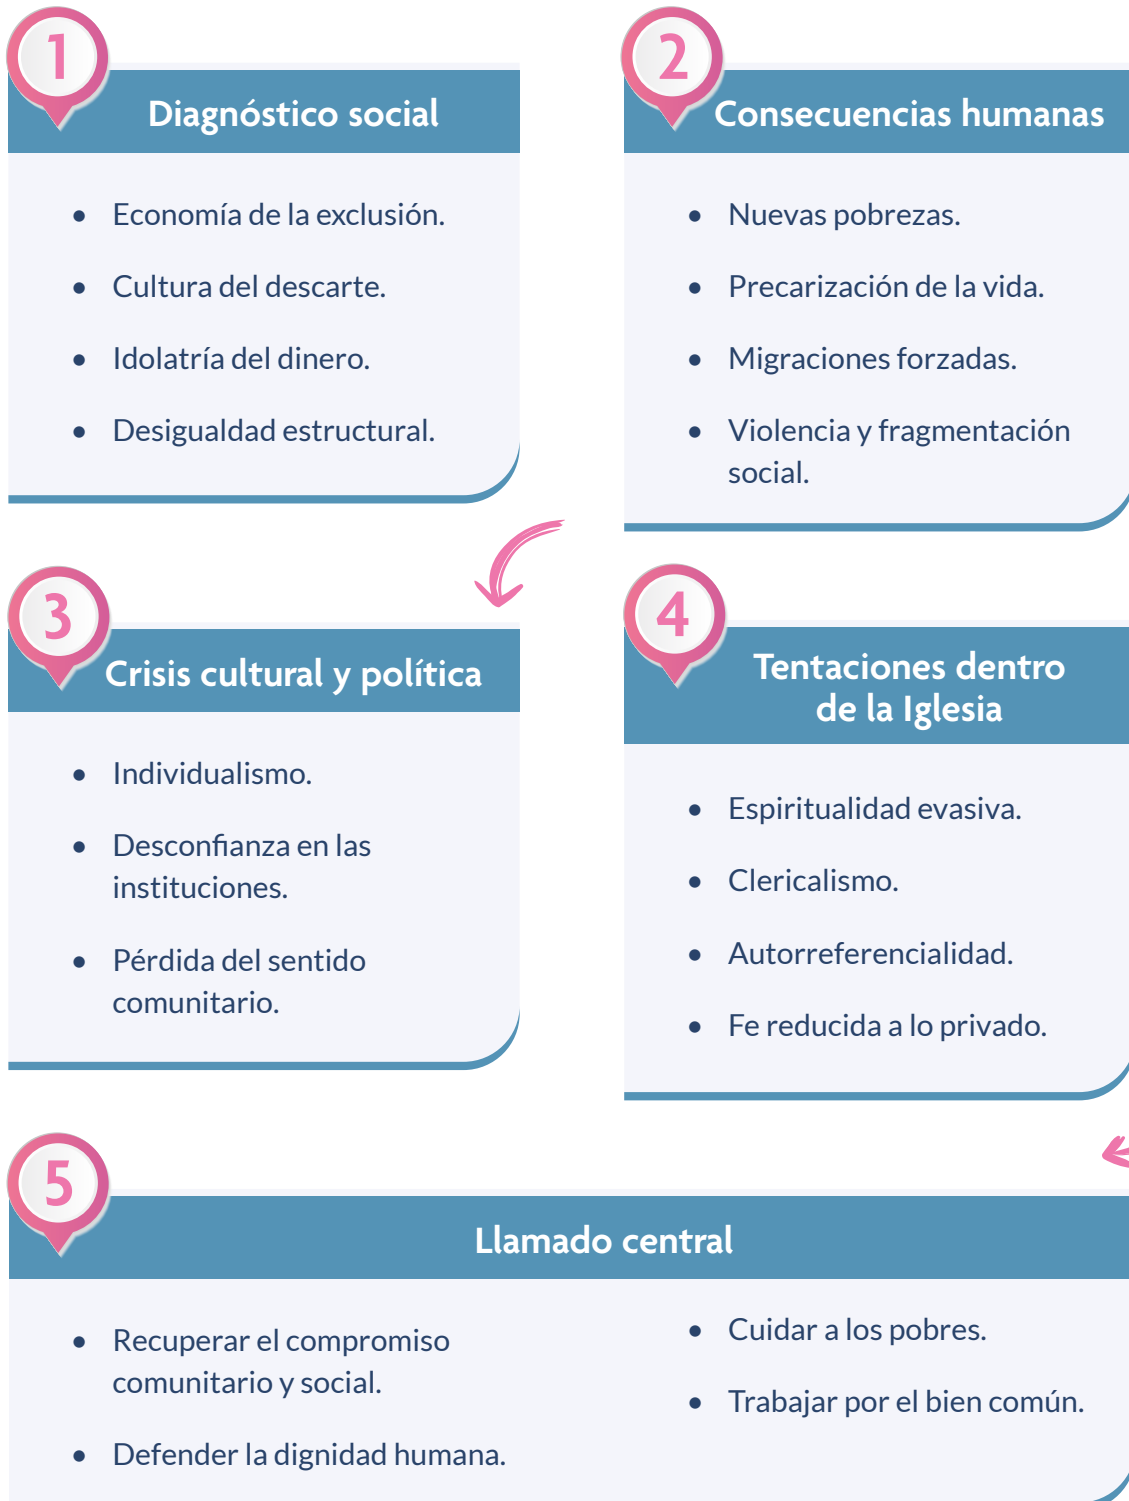 1
Diagnóstico social
• Economía de la exclusión.
• Cultura del descarte.
• Idolatría del dinero.
• Desigualdad estructural.
2
Consecuencias humanas
• Nuevas pobrezas.
• Precarización de la vida.
• Migraciones forzadas.
• Violencia y fragmentación
social.
3
Crisis cultural y política
• Individualismo.
• Desconfianza en las
instituciones.
• Pérdida del sentido
comunitario.
4
Tentaciones dentro
de la Iglesia
• Espiritualidad evasiva.
• Clericalismo.
• Autorreferencialidad.
• Fe reducida a lo privado.
5
Llamado central
• Recuperar el compromiso
comunitario y social.
• Defender la dignidad humana.
• Cuidar a los pobres.
• Trabajar por el bien común.